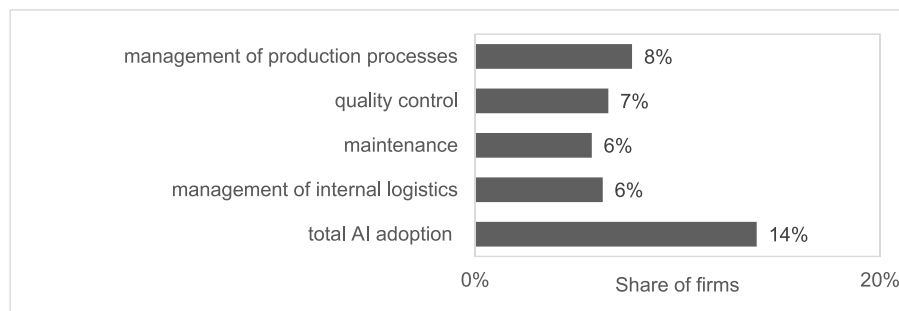 management of production processes 8%
quality control 7%
maintenance 6%
management of internal logistics 6%
total AI adoption 14%
0% 20%
Share of firms